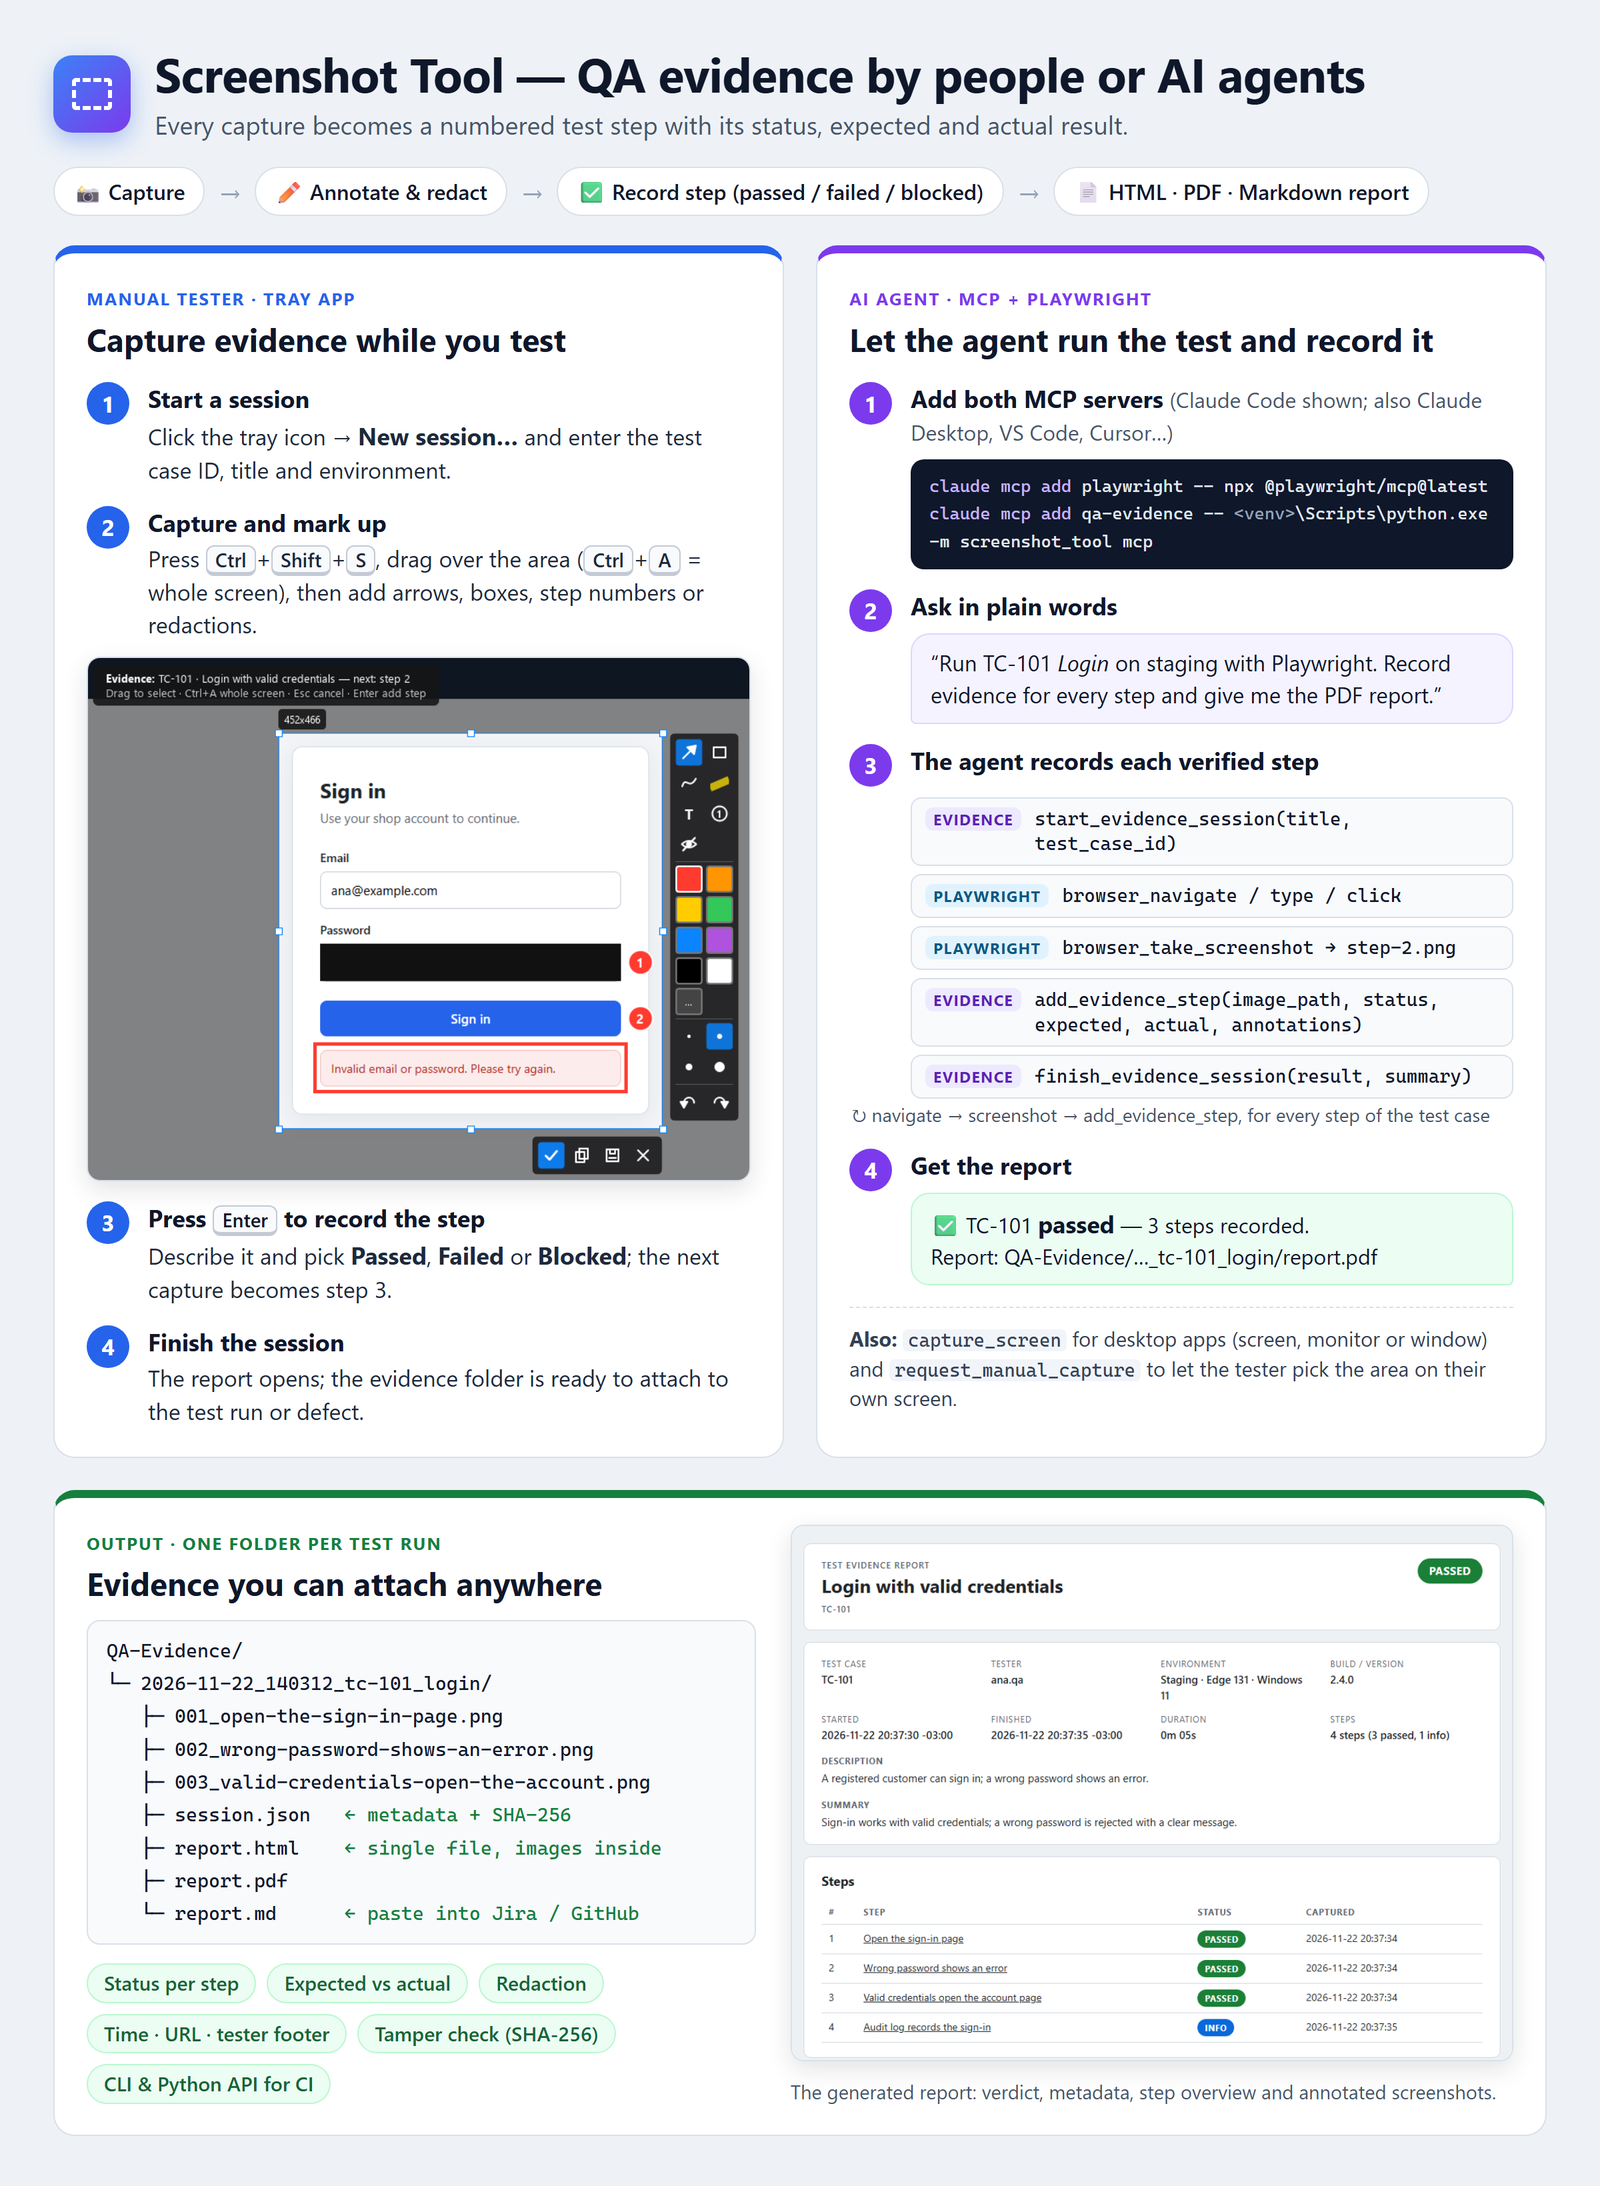 Screenshot Tool — QA evidence by people or AI agents
Every capture becomes a numbered test step with its status, expected and actual result.
Capture → Annotate & redact → Record step (passed / failed / blocked) → HTML · PDF · Markdown report
MANUAL TESTER · TRAY APP
Capture evidence while you test
1 Start a session
Click the tray icon → New session… and enter the test
case ID, title and environment.
2 Capture and mark up
Press Ctrl+Shift+S, drag over the area (Ctrl+A =
whole screen), then add arrows, boxes, step numbers or
redactions.
Evidence: TC-101 · Login with valid credentials — next: step 2
Drag to select · Ctrl+A whole screen · Esc cancel · Enter add step
452x466
Sign in
Use your shop account to continue.
Email
ana@example.com
Password
1
Sign in
2
Invalid email or password. Please try again.
T 1
...
3 Press Enter to record the step
Describe it and pick Passed, Failed or Blocked; the next
capture becomes step 3.
4 Finish the session
The report opens; the evidence folder is ready to attach to
the test run or defect.
AI AGENT · MCP + PLAYWRIGHT
Let the agent run the test and record it
1 Add both MCP servers (Claude Code shown; also Claude
Desktop, VS Code, Cursor…)
claude mcp add playwright -- npx @playwright/mcp@latest
claude mcp add qa-evidence -- <venv>\Scripts\python.exe
-m screenshot_tool mcp
2 Ask in plain words
“Run TC-101 Login on staging with Playwright. Record
evidence for every step and give me the PDF report.”
3 The agent records each verified step
EVIDENCE start_evidence_session(title,
test_case_id)
PLAYWRIGHT browser_navigate / type / click
PLAYWRIGHT browser_take_screenshot → step-2.png
EVIDENCE add_evidence_step(image_path, status,
expected, actual, annotations)
EVIDENCE finish_evidence_session(result, summary)
↻ navigate → screenshot → add_evidence_step, for every step of the test case
4 Get the report
✅ TC-101 passed — 3 steps recorded.
Report: QA-Evidence/…_tc-101_login/report.pdf
Also: capture_screen for desktop apps (screen, monitor or window)
and request_manual_capture to let the tester pick the area on their
own screen.
OUTPUT · ONE FOLDER PER TEST RUN
Evidence you can attach anywhere
QA-Evidence/
└─ 2026-11-22_140312_tc-101_login/
├─ 001_open-the-sign-in-page.png
├─ 002_wrong-password-shows-an-error.png
├─ 003_valid-credentials-open-the-account.png
├─ session.json ← metadata + SHA-256
├─ report.html ← single file, images inside
├─ report.pdf
└─ report.md ← paste into Jira / GitHub
Status per step Expected vs actual Redaction
Time · URL · tester footer Tamper check (SHA-256)
CLI & Python API for CI
TEST EVIDENCE REPORT
Login with valid credentials
TC-101
PASSED
TEST CASE TESTER ENVIRONMENT BUILD / VERSION
TC-101 ana.qa Staging · Edge 131 · Windows 2.4.0
11
STARTED FINISHED DURATION STEPS
2026-11-22 20:37:30 -03:00 2026-11-22 20:37:35 -03:00 0m 05s 4 steps (3 passed, 1 info)
DESCRIPTION
A registered customer can sign in; a wrong password shows an error.
SUMMARY
Sign-in works with valid credentials; a wrong password is rejected with a clear message.
Steps
# STEP STATUS CAPTURED
1 Open the sign-in page PASSED 2026-11-22 20:37:34
2 Wrong password shows an error PASSED 2026-11-22 20:37:34
3 Valid credentials open the account page PASSED 2026-11-22 20:37:34
4 Audit log records the sign-in INFO 2026-11-22 20:37:35
The generated report: verdict, metadata, step overview and annotated screenshots.